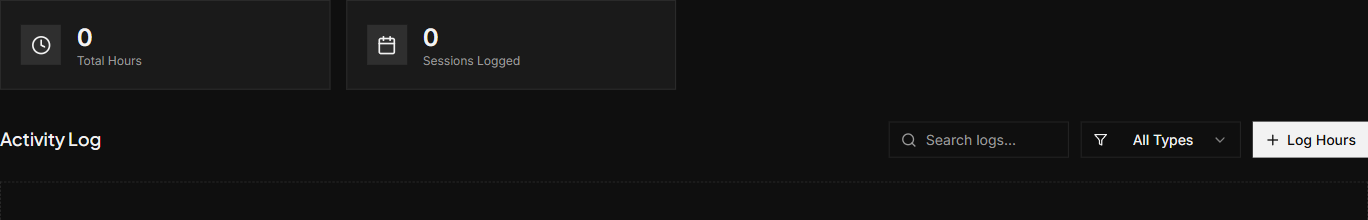 0
Total Hours
0
Sessions Logged
Activity Log
Search logs...
All Types
Log Hours